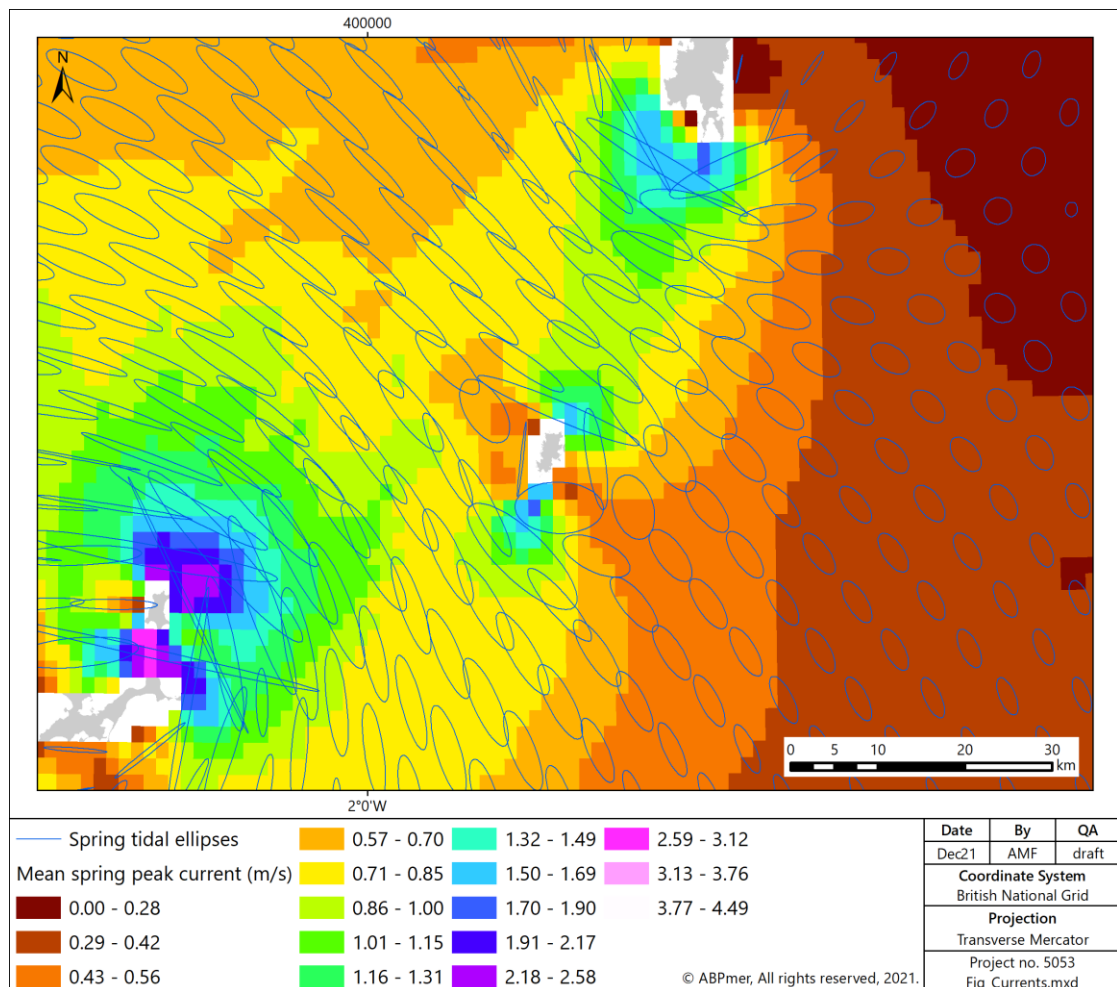 400000
N
0 5 10 20 30
km
2°0'W
Spring tidal ellipses
Mean spring peak current (m/s)
0.00 - 0.28
0.29 - 0.42
0.43 - 0.56
0.57 - 0.70
0.71 - 0.85
0.86 - 1.00
1.01 - 1.15
1.16 - 1.31
1.32 - 1.49
1.50 - 1.69
1.70 - 1.90
1.91 - 2.17
2.18 - 2.58
2.59 - 3.12
3.13 - 3.76
3.77 - 4.49
© ABPmer, All rights reserved, 2021.
Date By QA
Dec21 AMF draft
Coordinate System
British National Grid
Projection
Transverse Mercator
Project no. 5053
Fig_Currents.mxd